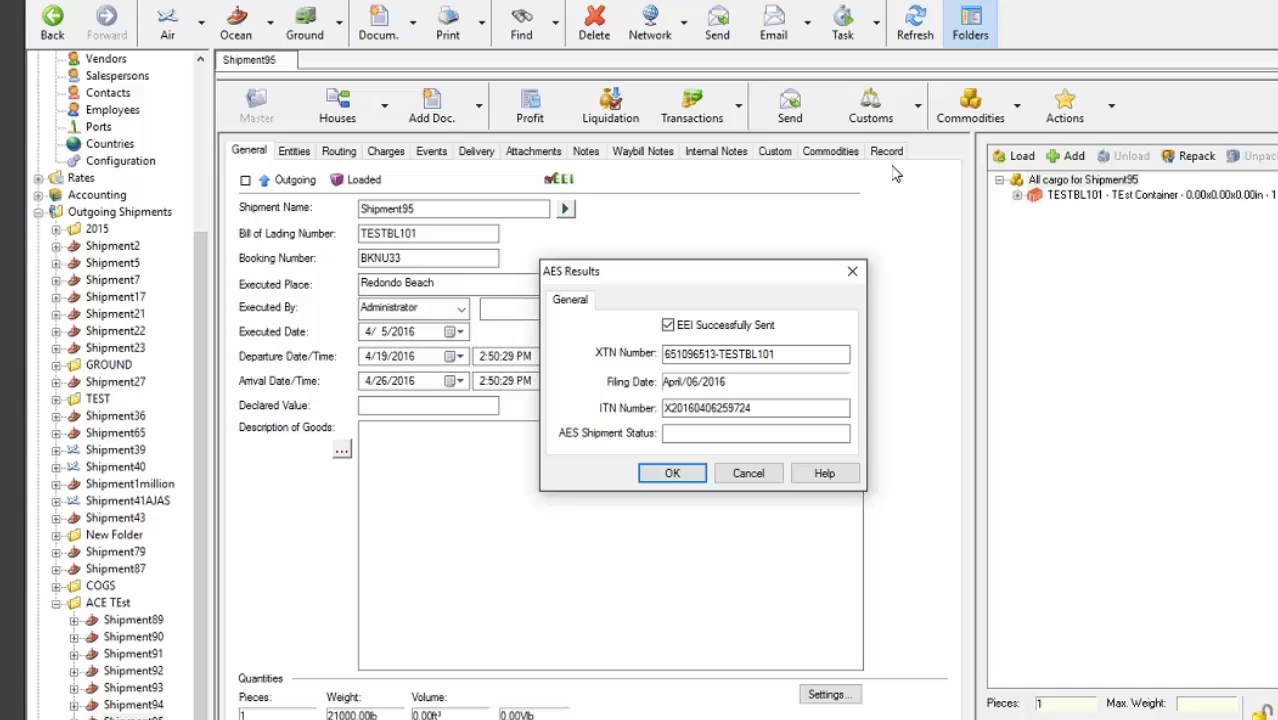 Back Forward Air Ocean Ground Docum. Print Find Delete Network Send Email Task Refresh Folders
Vendors
Salespersons
Contacts
Employees
Ports
Countries
Configuration
Rates
Accounting
Outgoing Shipments
2015
Shipment2
Shipment5
Shipment7
Shipment17
Shipment21
Shipment22
Shipment23
GROUND
Shipment27
TEST
Shipment36
Shipment65
Shipment39
Shipment40
Shipment1million
Shipment41AJAS
Shipment43
New Folder
Shipment79
Shipment87
COGS
ACE TEst
Shipment89
Shipment90
Shipment91
Shipment92
Shipment93
Shipment94
Shipment95
Master Houses Add Doc. Profit Liquidation Transactions Send Customs Commodities Actions
General Entities Routing Charges Events Delivery Attachments Notes Waybill Notes Internal Notes Custom Commodities Record
Outgoing Loaded EEI
Shipment Name: Shipment95
Bill of Lading Number: TESTBL101
Booking Number: BKNU33
Executed Place: Redondo Beach
Executed By: Administrator
Executed Date: 4/ 5/2016
Departure Date/Time: 4/19/2016 2:50:29 PM
Arrival Date/Time: 4/26/2016 2:50:29 PM
Declared Value:
Description of Goods:
...
Quantities
Settings...
Pieces: Weight: Volume:
1 21000.00lb 0.00ft³ 0.00Vlb
AES Results
General
EEI Successfully Sent
XTN Number: 651096513-TESTBL101
Filing Date: April/06/2016
ITN Number: X20160406259724
AES Shipment Status:
OK Cancel Help
Load Add Unload Repack Unpac
All cargo for Shipment95
TESTBL101 - TEst Container - 0.00x0.00x0.00in - 1
Pieces: 1 Max. Weight: